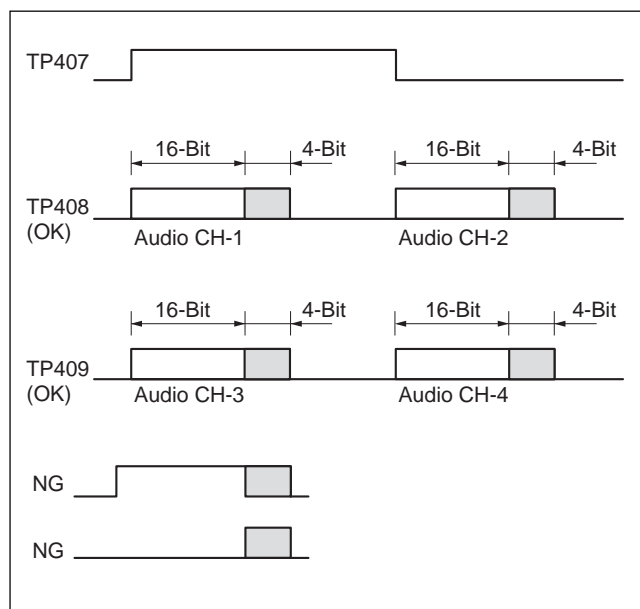 TP407
16-Bit 4-Bit 16-Bit 4-Bit
TP408
(OK)
Audio CH-1 Audio CH-2
16-Bit 4-Bit 16-Bit 4-Bit
TP409
(OK)
Audio CH-3 Audio CH-4
NG
NG